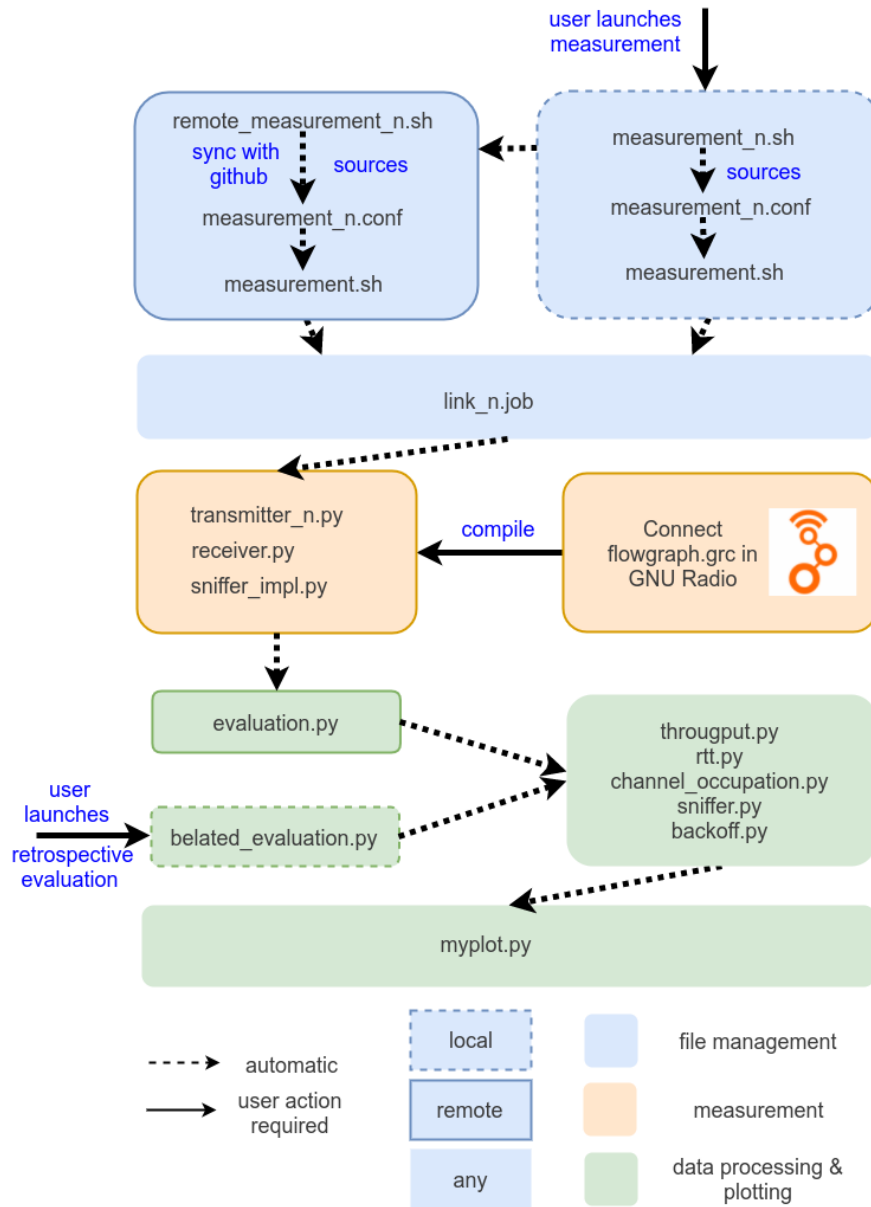 user launches
measurement
remote_measurement_n.sh
sync with
github
sources
measurement_n.conf
measurement.sh
measurement_n.sh
sources
measurement_n.conf
measurement.sh
link_n.job
transmitter_n.py
receiver.py
sniffer_impl.py
compile
Connect
flowgraph.grc in
GNU Radio
evaluation.py
througput.py
rtt.py
channel_occupation.py
sniffer.py
backoff.py
user
launches
retrospective
evaluation
belated_evaluation.py
myplot.py
automatic
user action
required
local
remote
any
file management
measurement
data processing &
plotting